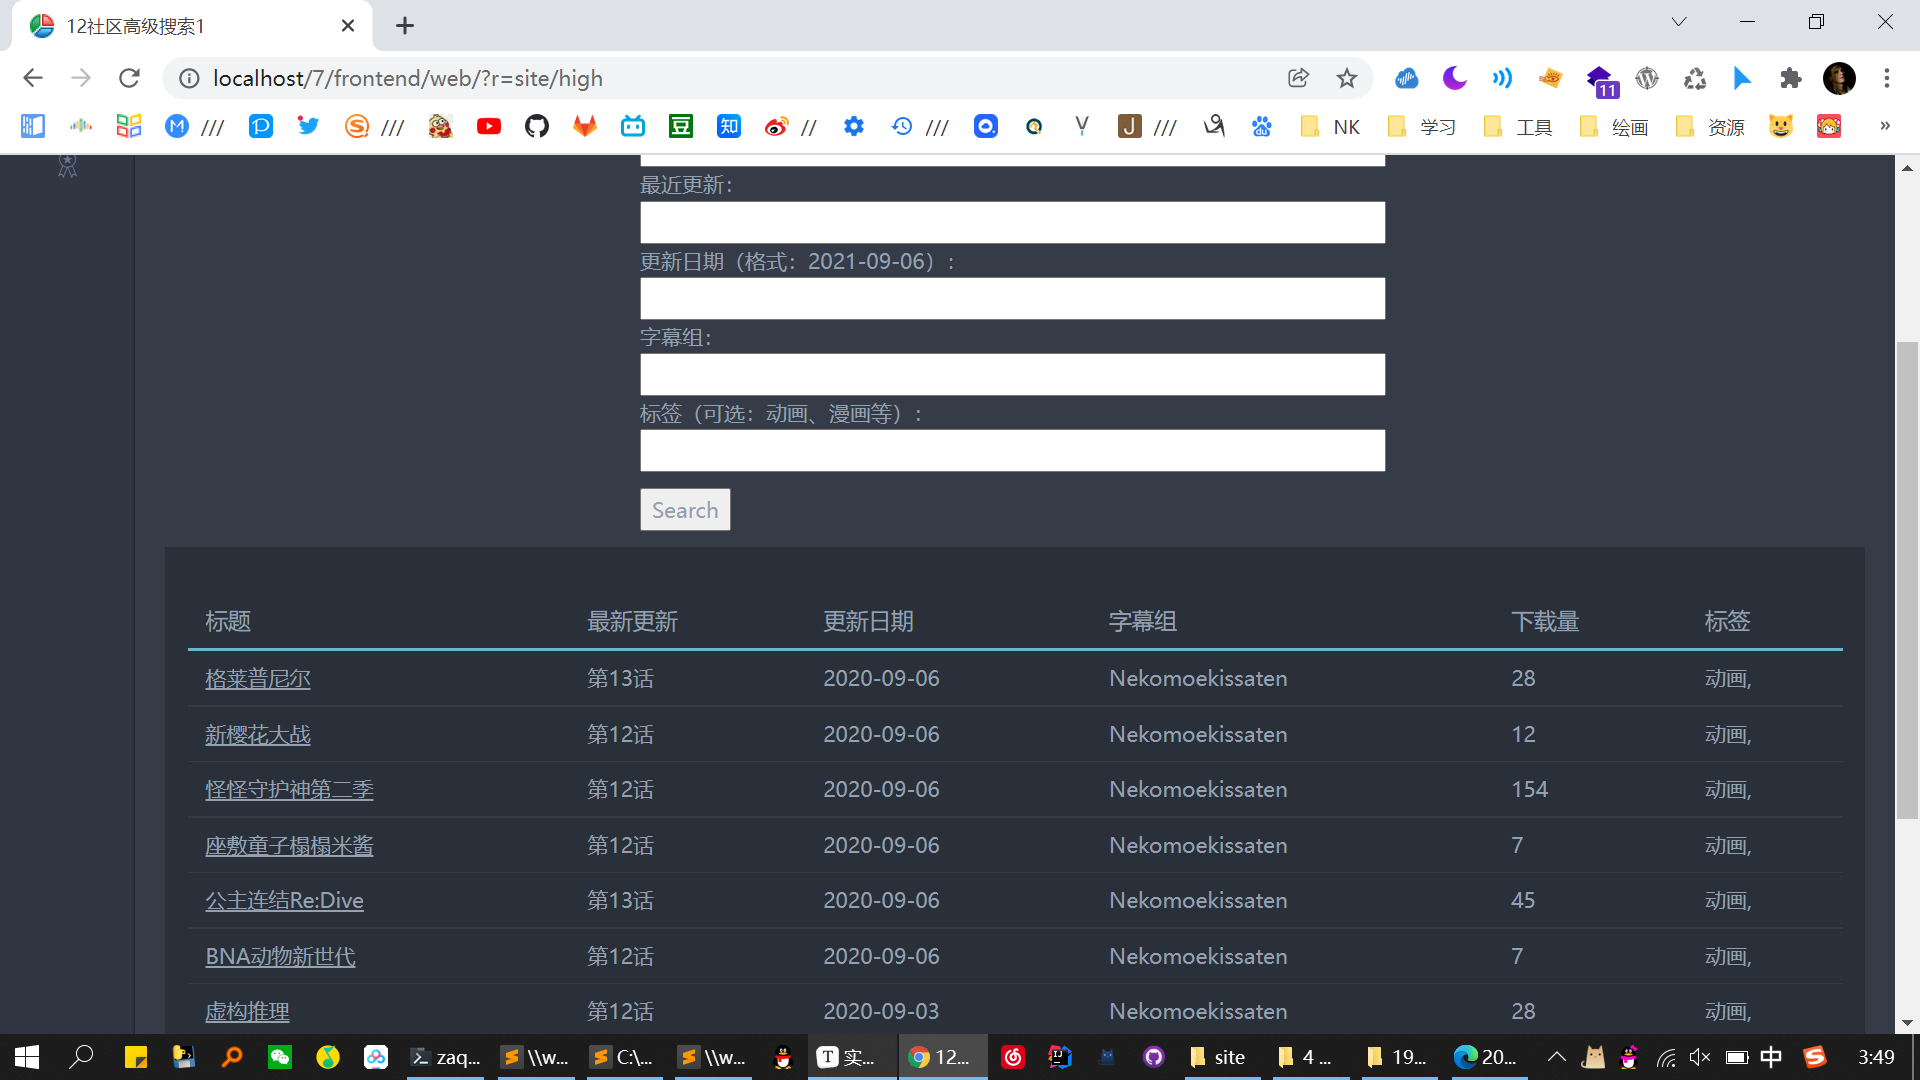 12社区高级搜索1
localhost/7/frontend/web/?r=site/high
11
///
///
//
///
///
NK
学习
工具
绘画
资源
»
最近更新：
更新日期（格式：2021-09-06）：
字幕组：
标签（可选：动画、漫画等）：
Search
标题 最新更新 更新日期 字幕组 下载量 标签
格莱普尼尔 第13话 2020-09-06 Nekomoekissaten 28 动画,
新樱花大战 第12话 2020-09-06 Nekomoekissaten 12 动画,
怪怪守护神第二季 第12话 2020-09-06 Nekomoekissaten 154 动画,
座敷童子榻榻米酱 第12话 2020-09-06 Nekomoekissaten 7 动画,
公主连结Re:Dive 第13话 2020-09-06 Nekomoekissaten 45 动画,
BNA动物新世代 第12话 2020-09-06 Nekomoekissaten 7 动画,
虚构推理 第12话 2020-09-03 Nekomoekissaten 28 动画,
zaq... \\w... C:\... \\w... 实... 12... site 4 ... 19... 20... 中 3:49